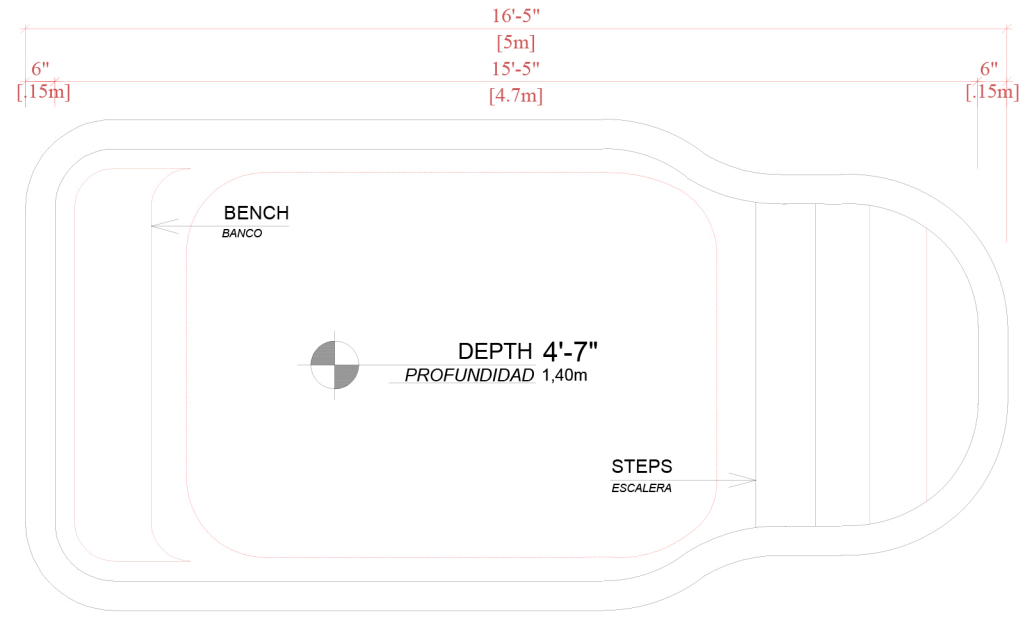 16'-5"
[5m]
6" 15'-5" 6"
[.15m] [4.7m] [.15m]
BENCH
BANCO
DEPTH 4'-7"
PROFUNDIDAD 1,40m
STEPS
ESCALERA